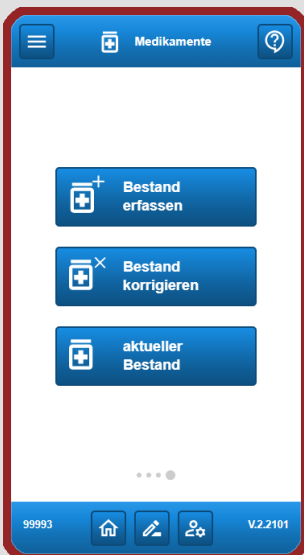 Medikamente
Bestand
erfassen
Bestand
korrigieren
aktueller
Bestand
99993
V.2.2101